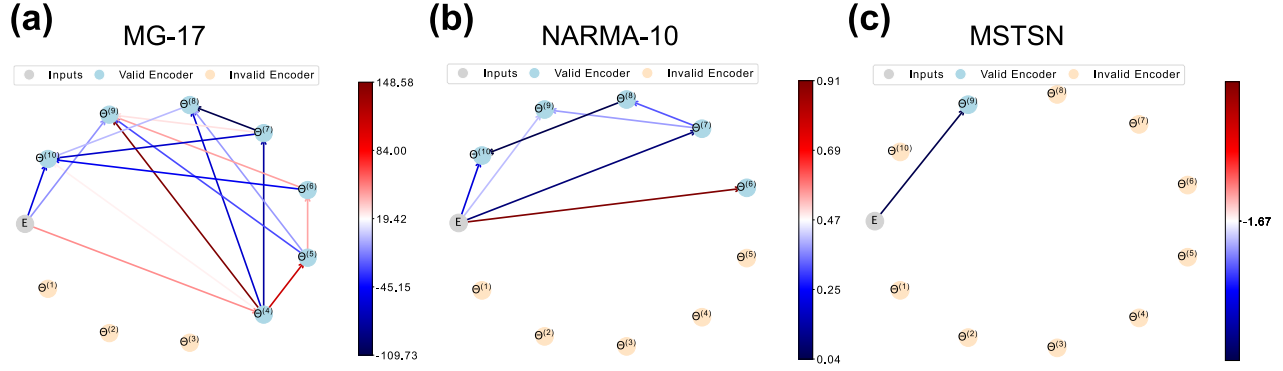 (a)
MG-17
Inputs Valid Encoder Invalid Encoder
Θ(8)
Θ(9)
Θ(7)
Θ(10)
Θ(6)
E
Θ(5)
Θ(1)
Θ(4)
Θ(2)
Θ(3)
148.58
84.00
19.42
-45.15
-109.73
(b)
NARMA-10
Inputs Valid Encoder Invalid Encoder
Θ(8)
Θ(9)
Θ(7)
Θ(10)
Θ(6)
E
Θ(5)
Θ(1)
Θ(4)
Θ(2)
Θ(3)
0.91
0.69
0.47
0.25
0.04
(c)
MSTSN
Inputs Valid Encoder Invalid Encoder
Θ(8)
Θ(9)
Θ(7)
Θ(10)
Θ(6)
E
Θ(5)
Θ(1)
Θ(4)
Θ(2)
Θ(3)
-1.67